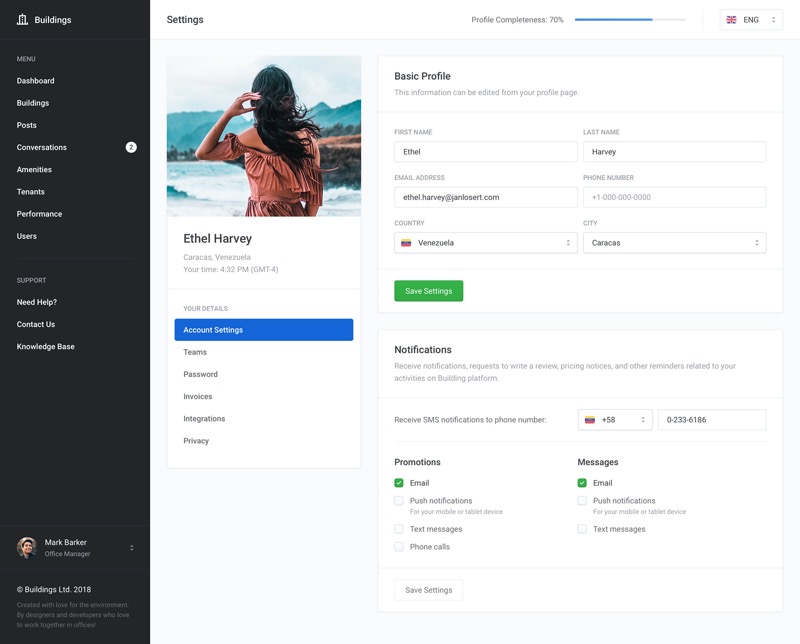 Buildings
MENU
Dashboard
Buildings
Posts
Conversations 2
Amenities
Tenants
Performance
Users
SUPPORT
Need Help?
Contact Us
Knowledge Base
Mark Barker
Office Manager
© Buildings Ltd. 2018
Created with love for the environment.
By designers and developers who love
to work together in offices!
Settings
Profile Completeness: 70%
ENG
Ethel Harvey
Caracas, Venezuela
Your time: 4:32 PM (GMT-4)
YOUR DETAILS
Account Settings
Teams
Password
Invoices
Integrations
Privacy
Basic Profile
This information can be edited from your profile page.
FIRST NAME LAST NAME
Ethel Harvey
EMAIL ADDRESS PHONE NUMBER
ethel.harvey@janlosert.com +1-000-000-0000
COUNTRY CITY
Venezuela Caracas
Save Settings
Notifications
Receive notifications, requests to write a review, pricing notices, and other reminders related to your
activities on Building platform.
Receive SMS notifications to phone number: +58 0-233-6186
Promotions
Email
Push notifications
For your mobile or tablet device
Text messages
Phone calls
Messages
Email
Push notifications
For your mobile or tablet device
Text messages
Save Settings